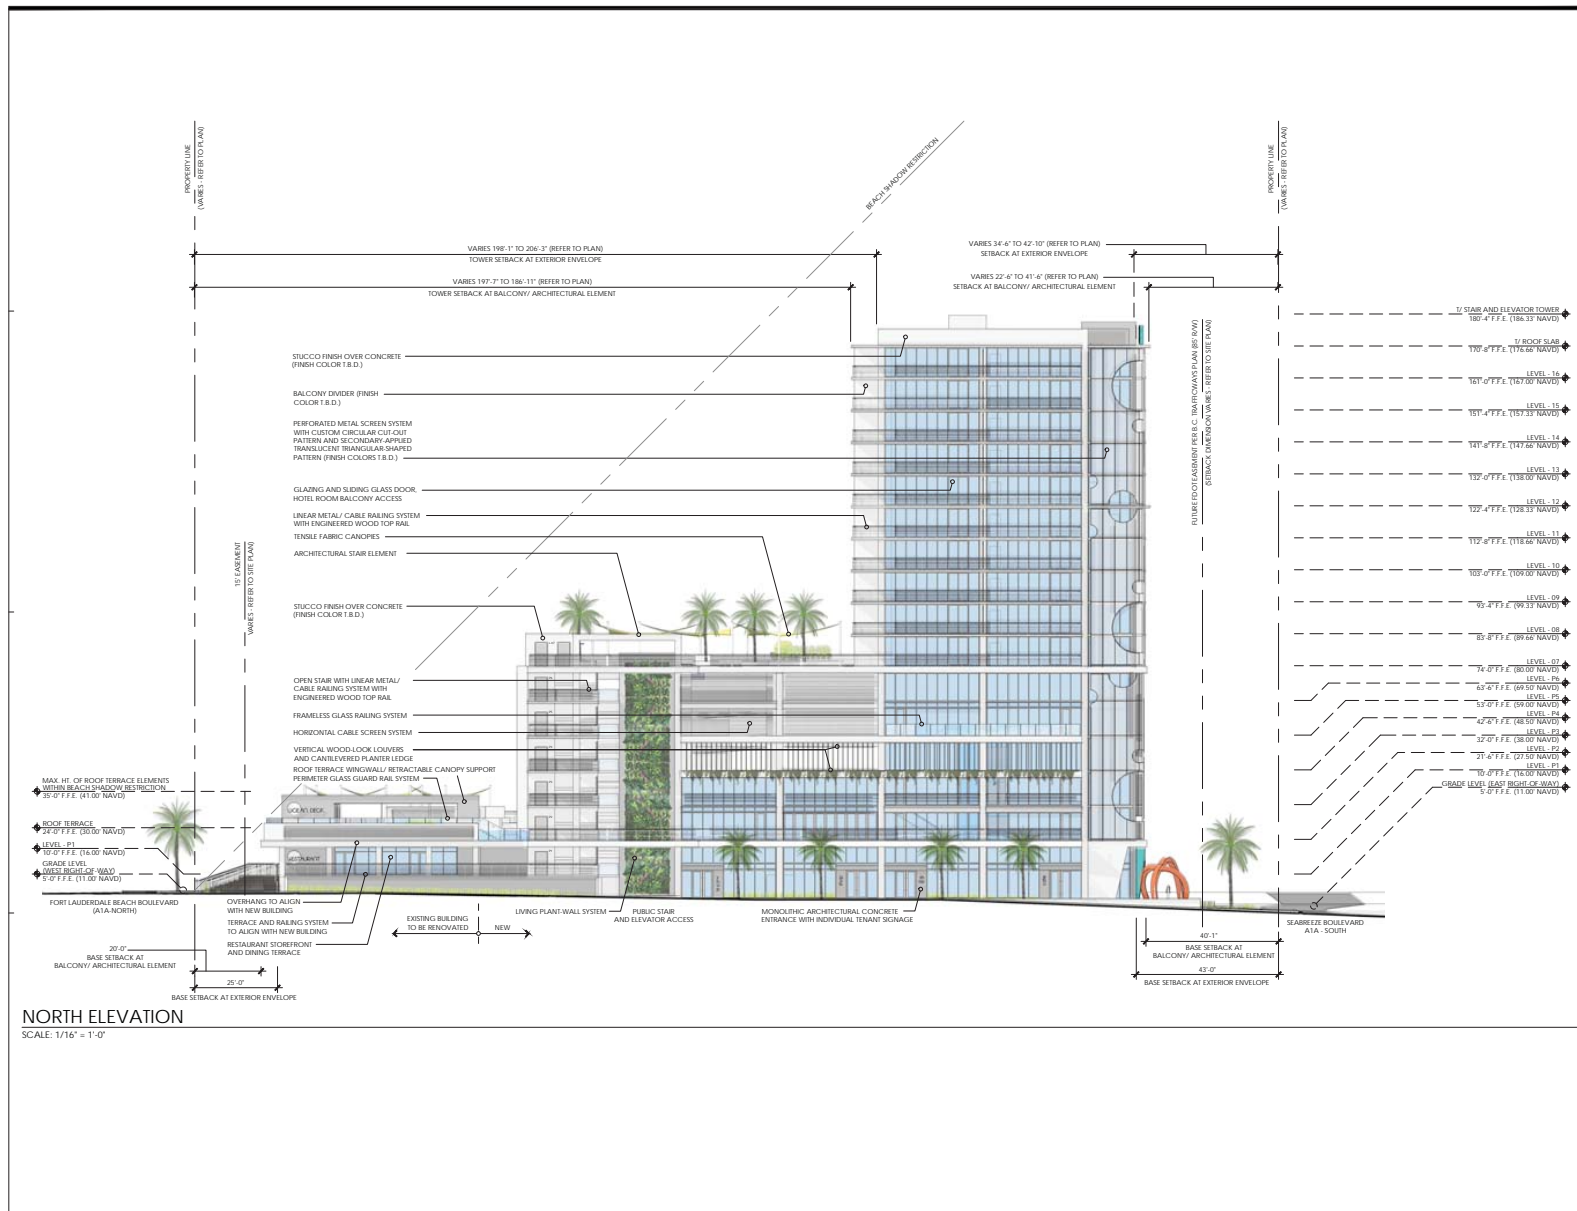 PROPERTY LINE
(VARIES - REFER TO PLAN)
BEACH SHADOW RESTRICTION
PROPERTY LINE
(VARIES - REFER TO PLAN)
VARIES 198'-1" TO 206'-3" (REFER TO PLAN)
TOWER SETBACK AT EXTERIOR ENVELOPE
VARIES 34'-6" TO 42'-10" (REFER TO PLAN)
SETBACK AT EXTERIOR ENVELOPE
VARIES 197'-7" TO 186'-11" (REFER TO PLAN)
TOWER SETBACK AT BALCONY/ ARCHITECTURAL ELEMENT
VARIES 22'-6" TO 41'-6" (REFER TO PLAN)
SETBACK AT BALCONY/ ARCHITECTURAL ELEMENT
FUTURE FDOT EASEMENT PER B.C. TRAFFICWAYS PLAN (85' R/W)
(SETBACK DIMENSION VARIES - REFER TO SITE PLAN)
T/ STAIR AND ELEVATOR TOWER
180'-4" F.F.E. (186.33' NAVD)
T/ ROOF SLAB
170'-8" F.F.E. (176.66' NAVD)
LEVEL - 16
161'-0" F.F.E. (167.00' NAVD)
LEVEL - 15
151'-4" F.F.E. (157.33' NAVD)
LEVEL - 14
141'-8" F.F.E. (147.66' NAVD)
LEVEL - 13
132'-0" F.F.E. (138.00' NAVD)
LEVEL - 12
122'-4" F.F.E. (128.33' NAVD)
LEVEL - 11
112'-8" F.F.E. (118.66' NAVD)
LEVEL - 10
103'-0" F.F.E. (109.00' NAVD)
LEVEL - 09
93'-4" F.F.E. (99.33' NAVD)
LEVEL - 08
83'-8" F.F.E. (89.66' NAVD)
LEVEL - 07
74'-0" F.F.E. (80.00' NAVD)
LEVEL - P6
63'-6" F.F.E. (69.50' NAVD)
LEVEL - P5
53'-0" F.F.E. (59.00' NAVD)
LEVEL - P4
42'-6" F.F.E. (48.50' NAVD)
LEVEL - P3
32'-0" F.F.E. (38.00' NAVD)
LEVEL - P2
21'-6" F.F.E. (27.50' NAVD)
LEVEL - P1
10'-0" F.F.E. (16.00' NAVD)
GRADE LEVEL (EAST RIGHT-OF-WAY)
5'-0" F.F.E. (11.00' NAVD)
STUCCO FINISH OVER CONCRETE
(FINISH COLOR T.B.D.)
BALCONY DIVIDER (FINISH
COLOR T.B.D.)
PERFORATED METAL SCREEN SYSTEM
WITH CUSTOM CIRCULAR CUT-OUT
PATTERN AND SECONDARY-APPLIED
TRANSLUCENT TRIANGULAR-SHAPED
PATTERN (FINISH COLORS T.B.D.)
GLAZING AND SLIDING GLASS DOOR,
HOTEL ROOM BALCONY ACCESS
LINEAR METAL/ CABLE RAILING SYSTEM
WITH ENGINEERED WOOD TOP RAIL
TENSILE FABRIC CANOPIES
ARCHITECTURAL STAIR ELEMENT
STUCCO FINISH OVER CONCRETE
(FINISH COLOR T.B.D.)
15' EASEMENT
VARIES - REFER TO SITE PLAN)
OPEN STAIR WITH LINEAR METAL/
CABLE RAILING SYSTEM WITH
ENGINEERED WOOD TOP RAIL
FRAMELESS GLASS RAILING SYSTEM
HORIZONTAL CABLE SCREEN SYSTEM
VERTICAL WOOD-LOOK LOUVERS
AND CANTILEVERED PLANTER LEDGE
ROOF TERRACE WINGWALL/ RETRACTABLE CANOPY SUPPORT
PERIMETER GLASS GUARD RAIL SYSTEM
MAX. HT. OF ROOF TERRACE ELEMENTS
WITHIN BEACH SHADOW RESTRICTION
35'-0" F.F.E. (41.00' NAVD)
ROOF TERRACE
24'-0" F.F.E. (30.00' NAVD)
LEVEL - P1
10'-0" F.F.E. (16.00' NAVD)
GRADE LEVEL
(WEST RIGHT-OF-WAY)
5'-0" F.F.E. (11.00' NAVD)
OCEAN DECK
RESTAURANT
FORT LAUDERDALE BEACH BOULEVARD
(A1A-NORTH)
OVERHANG TO ALIGN
WITH NEW BUILDING
TERRACE AND RAILING SYSTEM
TO ALIGN WITH NEW BUILDING
RESTAURANT STOREFRONT
AND DINING TERRACE
EXISTING BUILDING
TO BE RENOVATED
NEW
LIVING PLANT-WALL SYSTEM
PUBLIC STAIR
AND ELEVATOR ACCESS
MONOLITHIC ARCHITECTURAL CONCRETE
ENTRANCE WITH INDIVIDUAL TENANT SIGNAGE
SEABREEZE BOULEVARD
A1A - SOUTH
20'-0"
BASE SETBACK AT
BALCONY/ ARCHITECTURAL ELEMENT
25'-0"
BASE SETBACK AT EXTERIOR ENVELOPE
40'-1"
BASE SETBACK AT
BALCONY/ ARCHITECTURAL ELEMENT
43'-0"
BASE SETBACK AT EXTERIOR ENVELOPE
NORTH ELEVATION
SCALE: 1/16" = 1'-0"